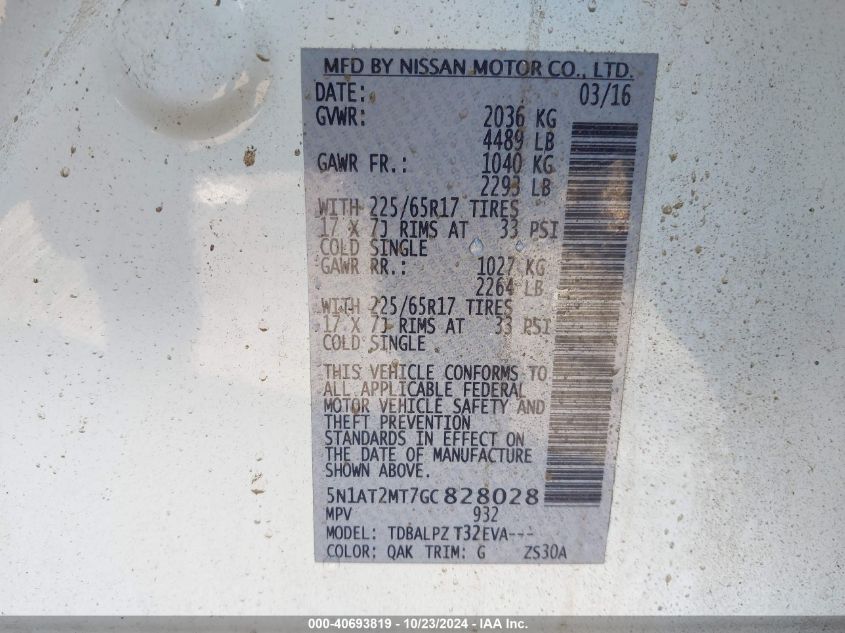 MFD BY NISSAN MOTOR CO., LTD.
DATE: 03/16
GVWR: 2036 KG
4489 LB
GAWR FR.: 1040 KG
2293 LB
WITH 225/65R17 TIRES
17 X 7J RIMS AT 33 PSI
COLD SINGLE
GAWR RR.: 1027 KG
2264 LB
WITH 225/65R17 TIRES
17 X 7J RIMS AT 33 PSI
COLD SINGLE
THIS VEHICLE CONFORMS TO
ALL APPLICABLE FEDERAL
MOTOR VEHICLE SAFETY AND
THEFT PREVENTION
STANDARDS IN EFFECT ON
THE DATE OF MANUFACTURE
SHOWN ABOVE.
5N1AT2MT7GC828028
MPV 932
MODEL: TDBALPZ T32EVA---
COLOR: QAK TRIM: G ZS30A
000-40693819 - 10/23/2024 - IAA Inc.